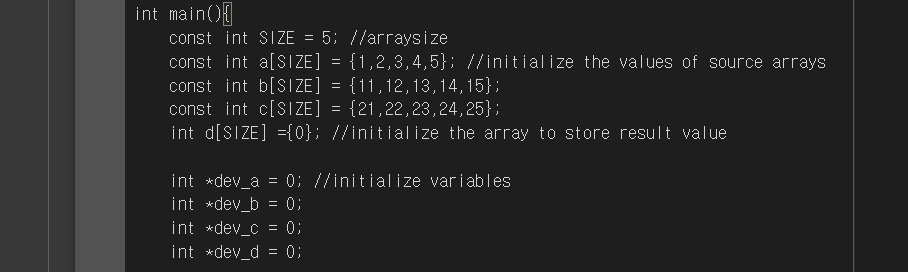 int main(){
const int SIZE = 5; //arraysize
const int a[SIZE] = {1,2,3,4,5}; //initialize the values of source arrays
const int b[SIZE] = {11,12,13,14,15};
const int c[SIZE] = {21,22,23,24,25};
int d[SIZE] ={0}; //initialize the array to store result value
int *dev_a = 0; //initialize variables
int *dev_b = 0;
int *dev_c = 0;
int *dev_d = 0;